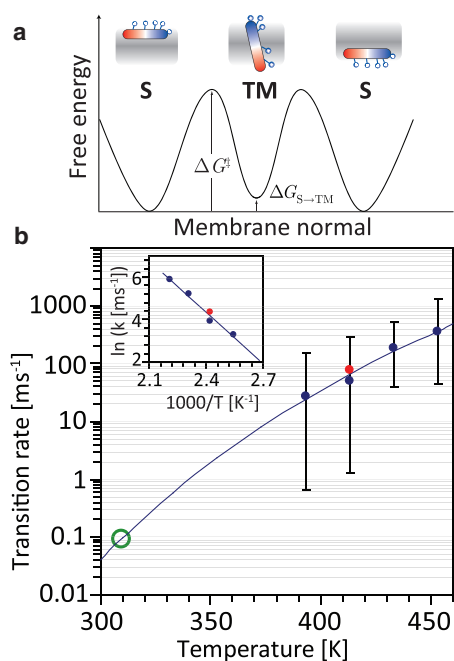 a
S TM S
Free energy
ΔG‡‡
ΔG S→TM
Membrane normal
b
Transition rate [ms-1]
1000
100
10
1
0.1
0.01
ln (k [ms-1])
6
4
2
2.1 2.4 2.7
1000/T [K-1]
300 350 400 450
Temperature [K]